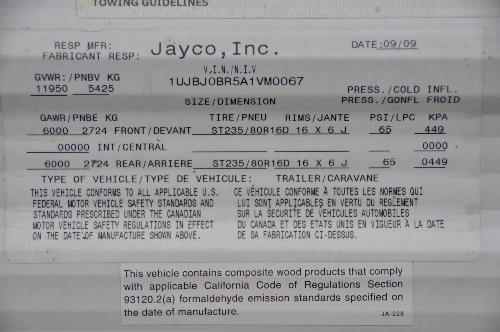 TOWING GUIDELINES
RESP MFR: Jayco, Inc. DATE: 09/09
FABRICANT RESP:
GVWR:/PNBV KG V.I.N./N.I.V
11950 5425 1UJBJ0BR5A1VM0067 PRESS./COLD INFL.
SIZE/DIMENSION PRESS./GONFL FROID
GAWR/PNBE KG TIRE/PNEU RIMS/JANTE PSI/LPC KPA
6000 2724 FRONT/DEVANT ST235/80R16D 16 X 6 J 65 449
00000 INT/CENTRAL 0000
6000 2724 REAR/ARRIERE ST235/80R16D 16 X 6 J 65 0449
TYPE OF VEHICLE/TYPE DE VEHICULE: TRAILER/CARAVANE
THIS VEHICLE CONFORMS TO ALL APPLICABLE U.S. CE VÉHICULE CONFORME À TOUTES LES NORMES QUI
FEDERAL MOTOR VEHICLE SAFETY STANDARDS AND LUI SONT APPLICABLES EN VERTU DU REGLEMENT
STANDARDS PRESCRIBED UNDER THE CANADIAN SUR LA SECURITE DE VEHICULES AUTOMOBILES
MOTOR VEHICLE SAFETY REGULATIONS IN EFFECT DU CANADA ET DES ETATS UNIS EN VIGUEUR À LA DATE
ON THE DATE OF MANUFACTURE SHOWN ABOVE. DE SA FABRICATION CI-DESSUS.
This vehicle contains composite wood products that comply
with applicable California Code of Regulations Section
93120.2(a) formaldehyde emission standards specified on
the date of manufacture. JA-228